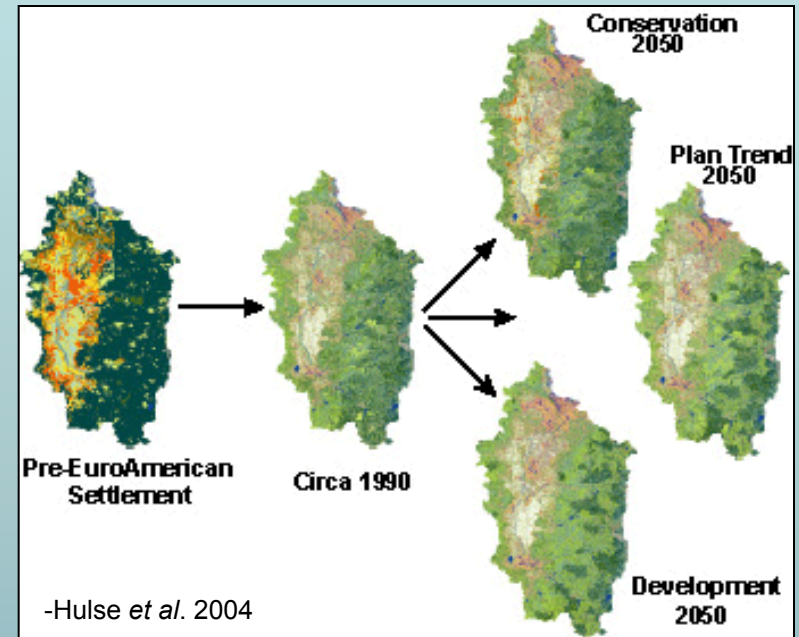 Conservation
2050
Plan Trend
2050
Pre-EuroAmerican
Settlement
Circa 1990
Development
2050
-Hulse et al. 2004